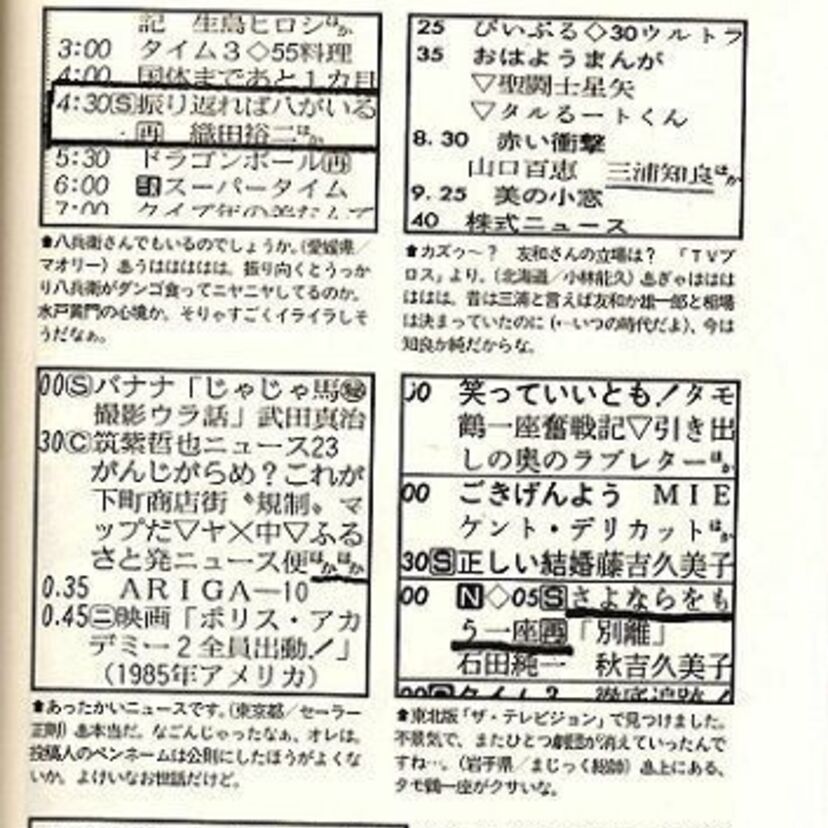 記 生島ヒロシほか
3:00 タイム3◇55料理
4:00 国体まであと1カ月
4:30Ⓢ振り返れば八がいる
再 織田裕二ほか
5:30 ドラゴンボール再
6:00 スーパータイム
7:00
★八兵衛さんでもいるのでしょうか。(愛媛県/
マオリー)うはははは。振り向くとうっか
り八兵衛がダンゴ食ってニヤニヤしてるのか。
水戸黄門の心境か。そりゃすごくイライラしそ
うだなぁ。
25 ぴいぷる◇30ウルトラ
35 おはようまんが
▽聖闘士星矢
▽タルるートくん
8.30 赤い衝撃
山口百恵 三浦知良ほか
9.25 美の小窓
40 株式ニュース
★カズゥ〜? 友和さんの立場は? 「TVブ
ロス」より。(北海道/小林能久)ぎゃははは
ははは。昔は三浦と言えば友和か雄一郎と相場
は決まっていたのに(←いつの時代だよ)、今は
知良か純だからな。
00Ⓢバナナ「じゃじゃ馬㊙
撮影ウラ話」武田真治
30Ⓒ筑紫哲也ニュース23
がんじがらめ?これが
下町商店街〝規制〟マ
ップだ▽ヤ×中▽ふる
さと発ニュース便ほかほか
0.35 ARIGA—10
0.45㊁映画「ポリス・アカ
デミー2全員出動!」
(1985年アメリカ)
★あったかいニュースです。(東京都/セーラー
正則)本当だ。なごんじゃったなぁ、オレは。
投稿人のペンネームは公則にしたほうがよくな
いか。よけいなお世話だけど。
00 笑っていいとも!タモ
鶴一座奮戦記▽引き出
しの奥のラブレターほか
00 ごきげんよう MIE
ケント・デリカットほか
30Ⓢ正しい結婚藤吉久美子
00 N◇05Ⓢさよならをも
う一座再「別離」
石田純一 秋吉久美子
00 タイム3 徹底追跡!
★東北版「ザ・テレビジョン」で見つけました。
不景気で、またひとつ劇団が消えていったんで
すね…。(岩手県/まじっく総帥)上にある、
タモ鶴一座がクサいな。